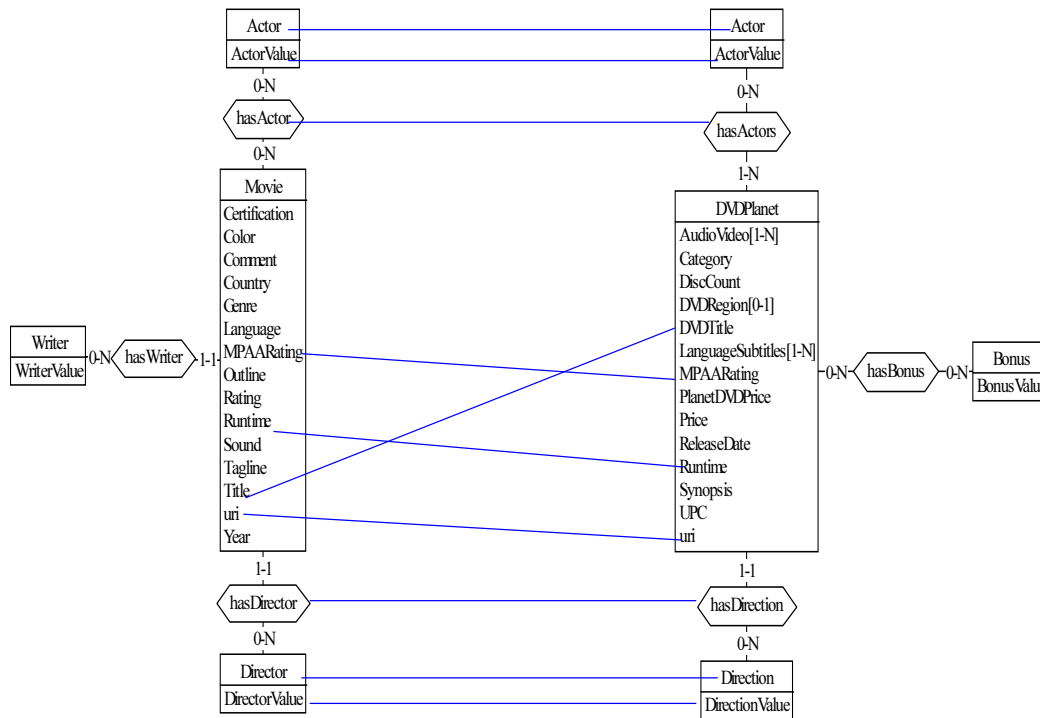 Actor
ActorValue
0-N
hasActor
0-N
Movie
Certification
Color
Comment
Country
Genre
Language
MPAARating
Outline
Rating
Runtime
Sound
Tagline
Title
uri
Year
Writer
WriterValue
0-N
hasWriter
1-1
1-1
hasDirector
0-N
Director
DirectorValue
Actor
ActorValue
0-N
hasActors
1-N
DVDPlanet
AudioVideo[1-N]
Category
DiscCount
DVDRegion[0-1]
DVDTitle
LanguageSubtitles[1-N]
MPAARating
PlanetDVDPrice
Price
ReleaseDate
Runtime
Synopsis
UPC
uri
0-N
hasBonus
0-N
Bonus
BonusValue
1-1
hasDirection
0-N
Direction
DirectionValue